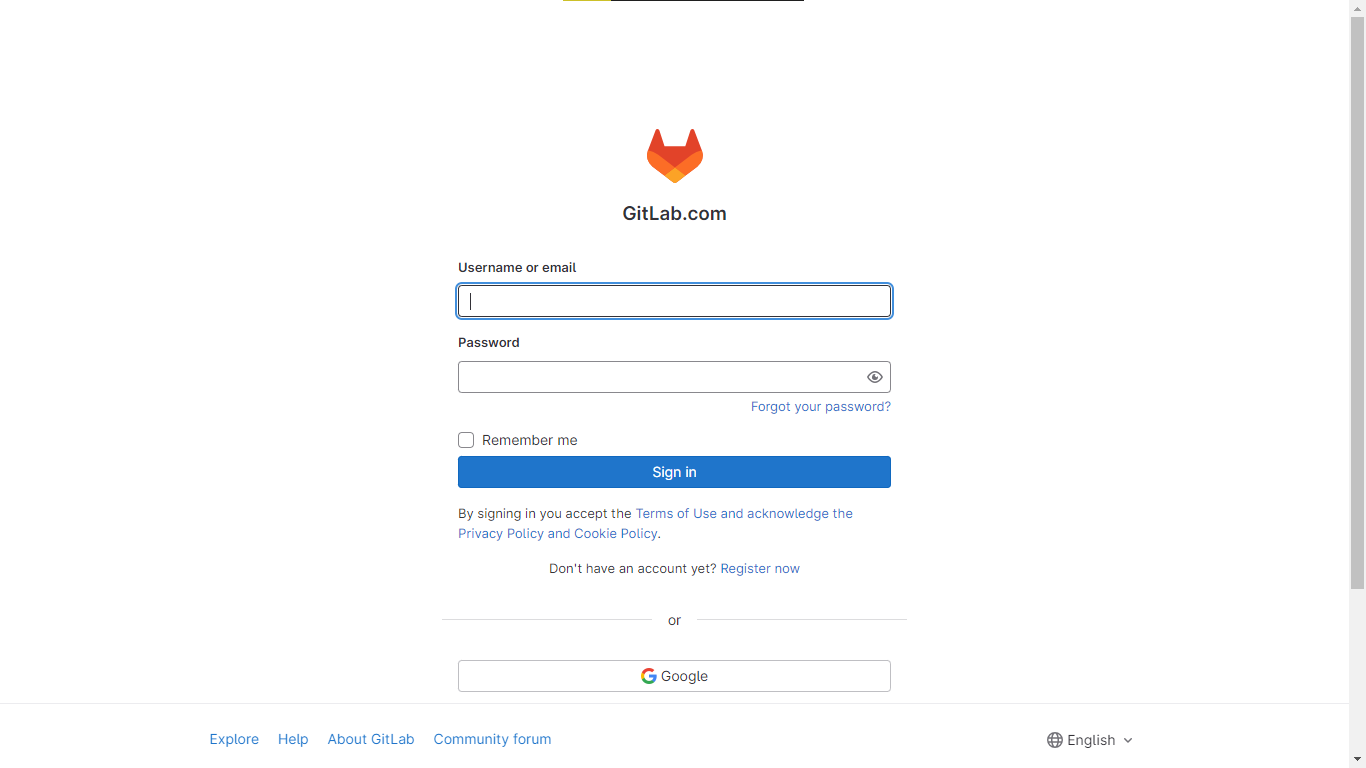 GitLab.com
Username or email
Password
Forgot your password?
Remember me
Sign in
By signing in you accept the Terms of Use and acknowledge the
Privacy Policy and Cookie Policy.
Don't have an account yet? Register now
or
Google
Explore Help About GitLab Community forum English